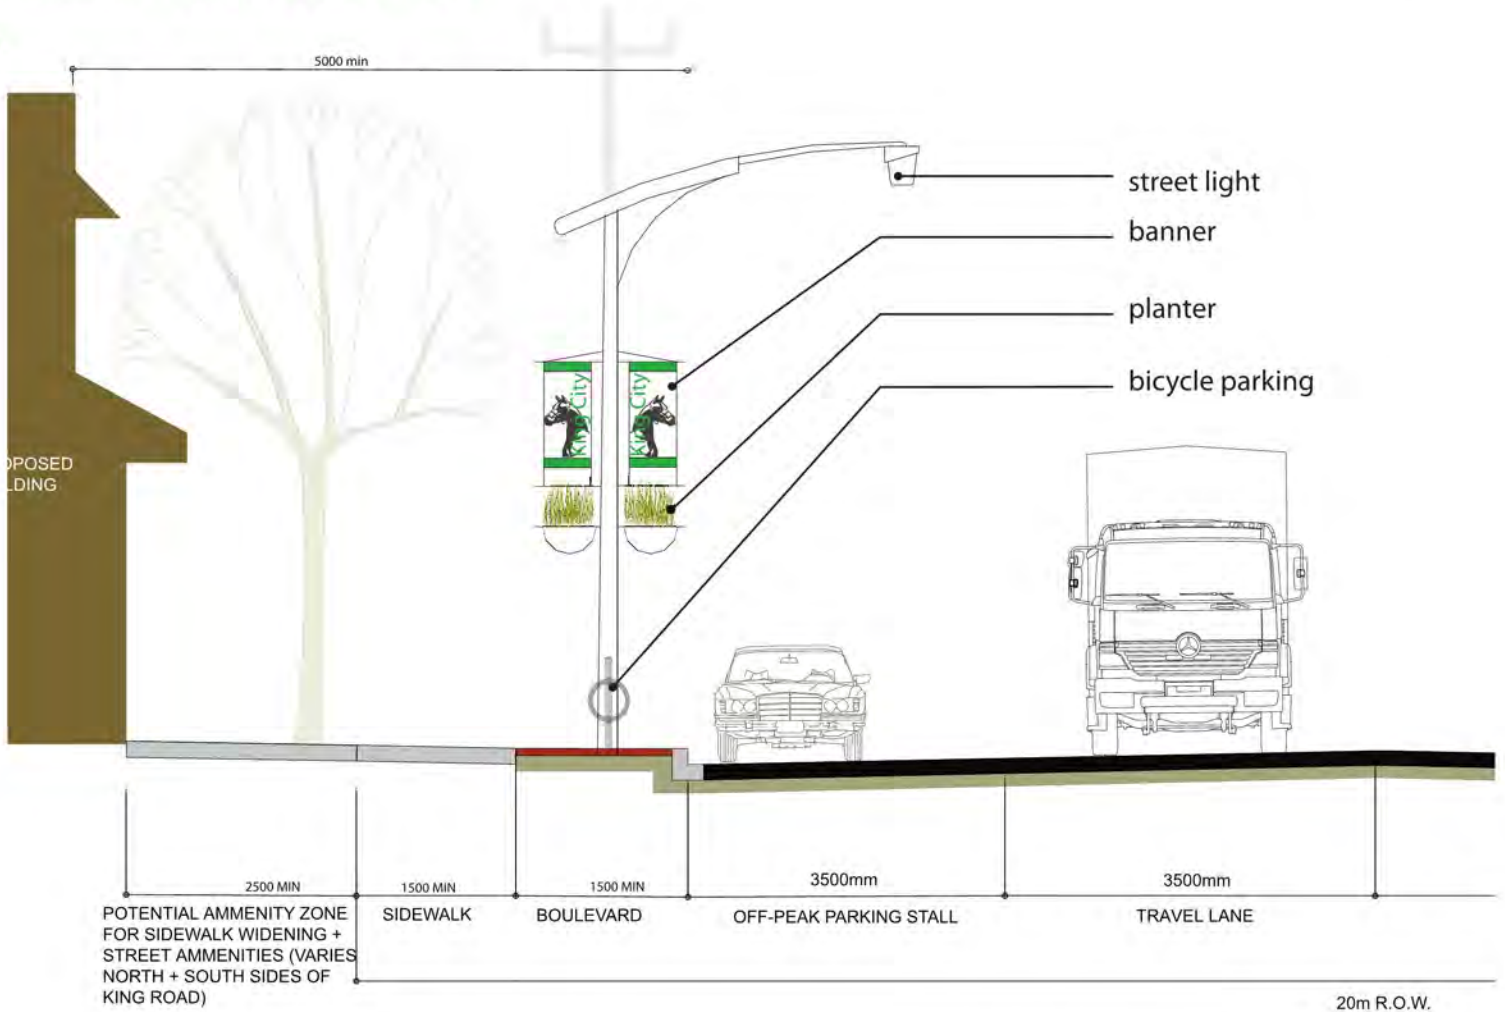 5000 min
street light
banner
planter
bicycle parking
King City
King City
OPOSED
LDING
2500 MIN
1500 MIN
1500 MIN
3500mm
3500mm
POTENTIAL AMMENITY ZONE
FOR SIDEWALK WIDENING +
STREET AMMENITIES (VARIES
NORTH + SOUTH SIDES OF
KING ROAD)
SIDEWALK
BOULEVARD
OFF-PEAK PARKING STALL
TRAVEL LANE
20m R.O.W.